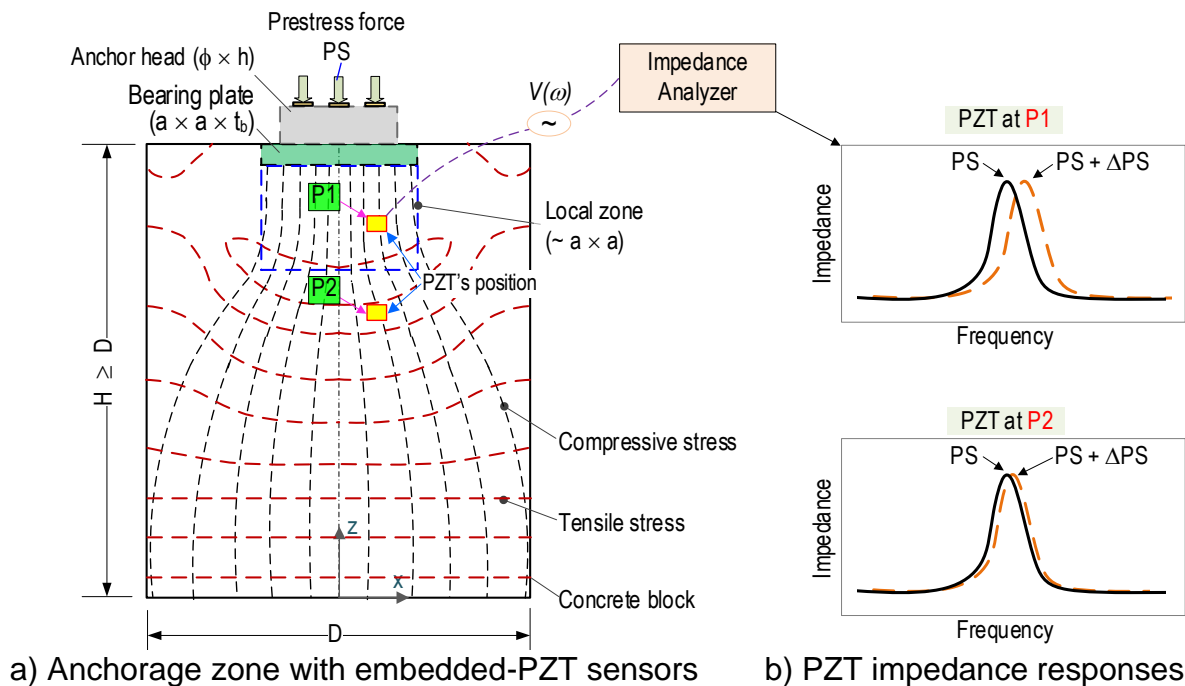 Prestress force
PS
Anchor head (ϕ × h)
Bearing plate
(a × a × t_b)
V(ω)
~
Impedance
Analyzer
P1
Local zone
(~ a × a)
P2
PZT's position
H ≥ D
Compressive stress
Tensile stress
z
x
Concrete block
D
a) Anchorage zone with embedded-PZT sensors
PZT at P1
PS
PS + ΔPS
Impedance
Frequency
PZT at P2
PS
PS + ΔPS
Impedance
Frequency
b) PZT impedance responses